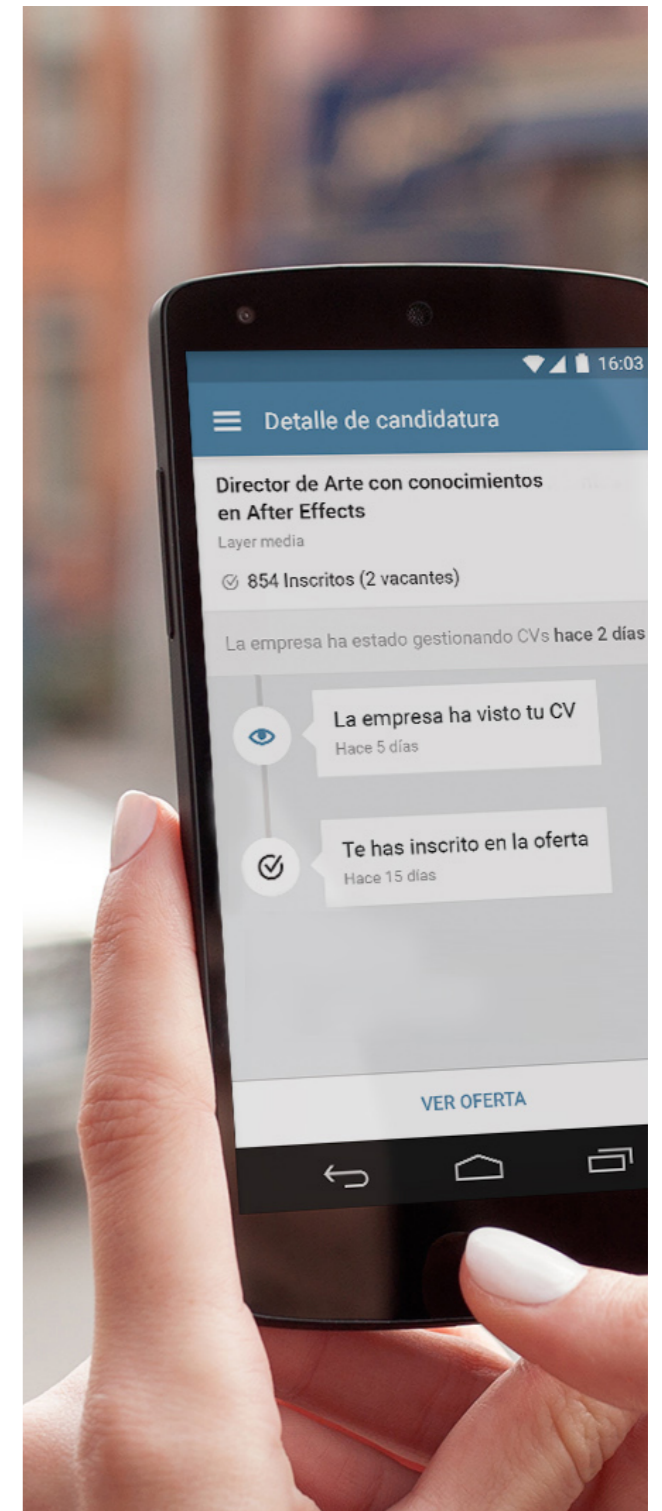 16:03
Detalle de candidatura
Director de Arte con conocimientos
en After Effects
Layer media
854 Inscritos (2 vacantes)
La empresa ha estado gestionando CVs hace 2 días
La empresa ha visto tu CV
Hace 5 días
Te has inscrito en la oferta
Hace 15 días
VER OFERTA